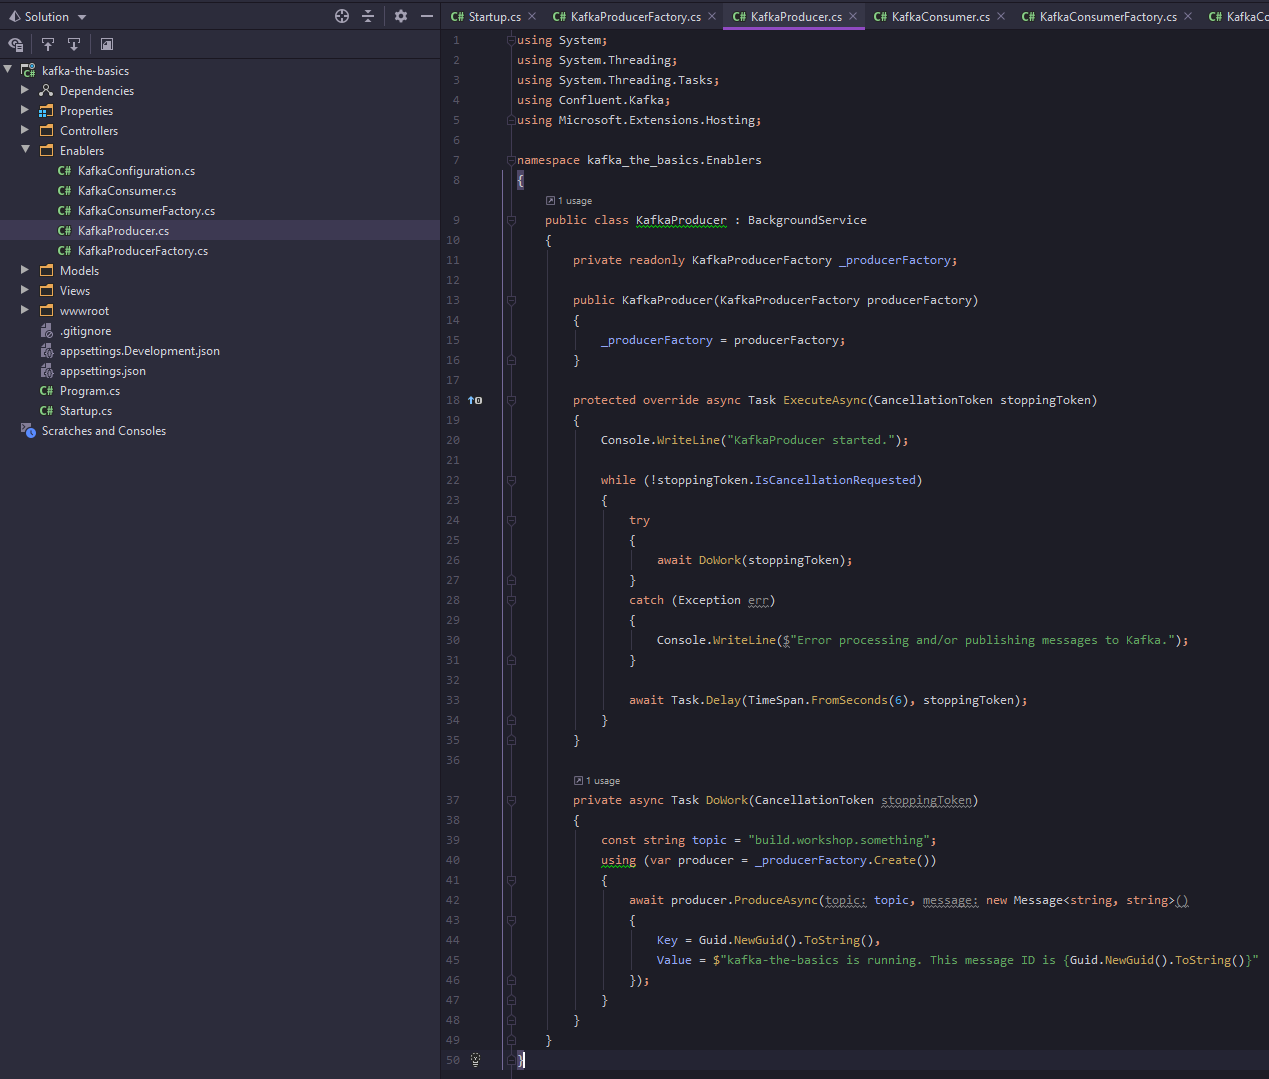 Solution
kafka-the-basics
Dependencies
Properties
Controllers
Enablers
C# KafkaConfiguration.cs
C# KafkaConsumer.cs
C# KafkaConsumerFactory.cs
C# KafkaProducer.cs
C# KafkaProducerFactory.cs
Models
Views
wwwroot
.gitignore
appsettings.Development.json
appsettings.json
C# Program.cs
C# Startup.cs
Scratches and Consoles
C# Startup.cs C# KafkaProducerFactory.cs C# KafkaProducer.cs C# KafkaConsumer.cs C# KafkaConsumerFactory.cs C# KafkaCo
1 using System;
2 using System.Threading;
3 using System.Threading.Tasks;
4 using Confluent.Kafka;
5 using Microsoft.Extensions.Hosting;
6
7 namespace kafka_the_basics.Enablers
8 {
1 usage
9 public class KafkaProducer : BackgroundService
10 {
11 private readonly KafkaProducerFactory _producerFactory;
12
13 public KafkaProducer(KafkaProducerFactory producerFactory)
14 {
15 _producerFactory = producerFactory;
16 }
17
18 protected override async Task ExecuteAsync(CancellationToken stoppingToken)
19 {
20 Console.WriteLine("KafkaProducer started.");
21
22 while (!stoppingToken.IsCancellationRequested)
23 {
24 try
25 {
26 await DoWork(stoppingToken);
27 }
28 catch (Exception err)
29 {
30 Console.WriteLine($"Error processing and/or publishing messages to Kafka.");
31 }
32
33 await Task.Delay(TimeSpan.FromSeconds(6), stoppingToken);
34 }
35 }
36
1 usage
37 private async Task DoWork(CancellationToken stoppingToken)
38 {
39 const string topic = "build.workshop.something";
40 using (var producer = _producerFactory.Create())
41 {
42 await producer.ProduceAsync(topic: topic, message: new Message<string, string>()
43 {
44 Key = Guid.NewGuid().ToString(),
45 Value = $"kafka-the-basics is running. This message ID is {Guid.NewGuid().ToString()}"
46 });
47 }
48 }
49 }
50 }